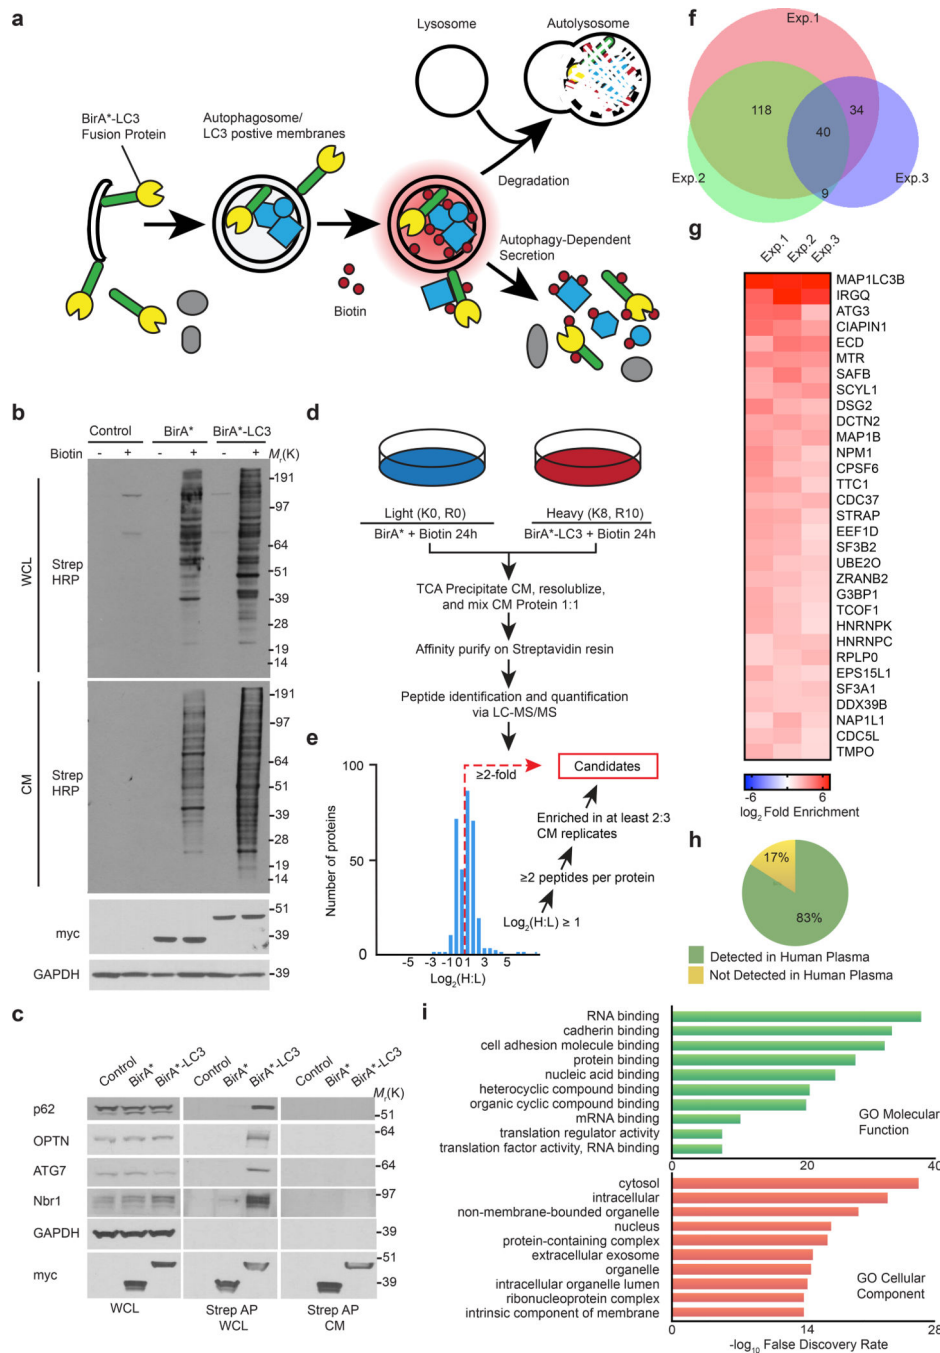 a
Lysosome
Autolysosome
BirA*-LC3
Fusion Protein
Autophagosome/
LC3 postive membranes
Degradation
Autophagy-Dependent
Secretion
Biotin
b
Control
BirA*
BirA*-LC3
Biotin
-
+
-
+
-
+
Mr(K)
WCL
Strep
HRP
191
97
64
51
39
28
19
14
CM
Strep
HRP
191
97
64
51
39
28
19
14
myc
51
39
GAPDH
39
c
Control
BirA*
BirA*-LC3
Control
BirA*
BirA*-LC3
Control
BirA*
BirA*-LC3
Mr(K)
p62
51
OPTN
64
ATG7
64
Nbr1
97
GAPDH
39
myc
51
39
WCL
Strep AP
WCL
Strep AP
CM
d
Light (K0, R0)
BirA* + Biotin 24h
Heavy (K8, R10)
BirA*-LC3 + Biotin 24h
TCA Precipitate CM, resolublize,
and mix CM Protein 1:1
Affinity purify on Streptavidin resin
Peptide identification and quantification
via LC-MS/MS
e
Number of proteins
100
50
0
-5
-3
-1
0
1
3
5
Log2(H:L)
≥2-fold
Candidates
Enriched in at least 2:3
CM replicates
≥2 peptides per protein
Log2(H:L) ≥ 1
f
Exp.1
118
34
40
Exp.2
9
Exp.3
g
Exp.1
Exp.2
Exp.3
MAP1LC3B
IRGQ
ATG3
CIAPIN1
ECD
MTR
SAFB
SCYL1
DSG2
DCTN2
MAP1B
NPM1
CPSF6
TTC1
CDC37
STRAP
EEF1D
SF3B2
UBE2O
ZRANB2
G3BP1
TCOF1
HNRNPK
HNRNPC
RPLP0
EPS15L1
SF3A1
DDX39B
NAP1L1
CDC5L
TMPO
-6
6
log2 Fold Enrichment
h
17%
83%
Detected in Human Plasma
Not Detected in Human Plasma
i
RNA binding
cadherin binding
cell adhesion molecule binding
protein binding
nucleic acid binding
heterocyclic compound binding
organic cyclic compound binding
mRNA binding
translation regulator activity
translation factor activity, RNA binding
GO Molecular
Function
0
20
40
cytosol
intracellular
non-membrane-bounded organelle
nucleus
protein-containing complex
extracellular exosome
organelle
intracellular organelle lumen
ribonucleoprotein complex
intrinsic component of membrane
GO Cellular
Component
0
14
28
-log10 False Discovery Rate